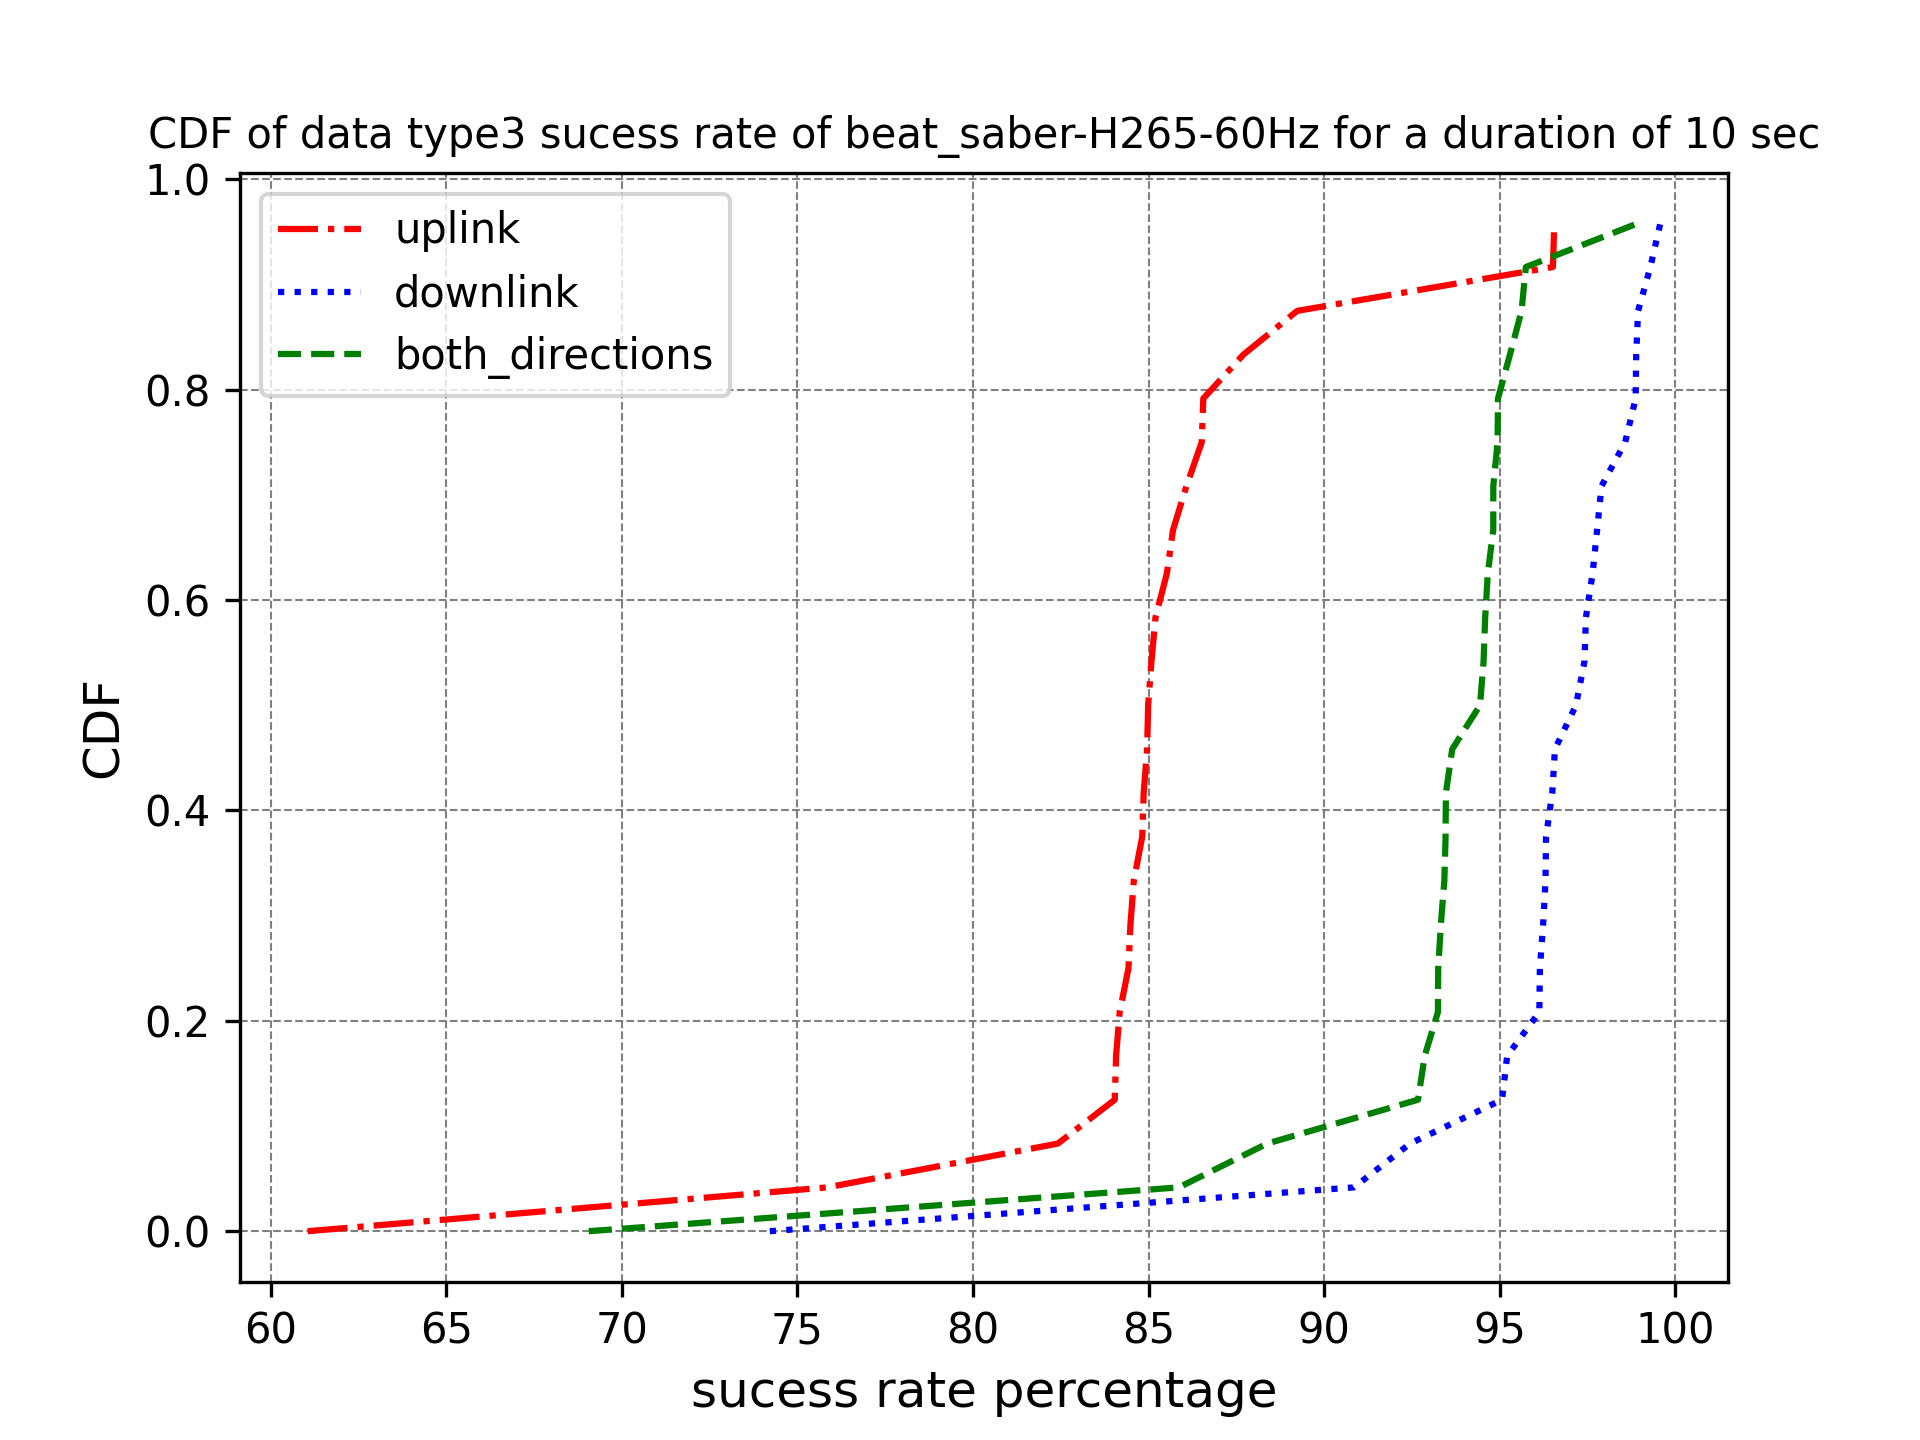 CDF of data type3 sucess rate of beat_saber-H265-60Hz for a duration of 10 sec
1.0
0.8
0.6
0.4
0.2
0.0
CDF
uplink
downlink
both_directions
60 65 70 75 80 85 90 95 100
sucess rate percentage